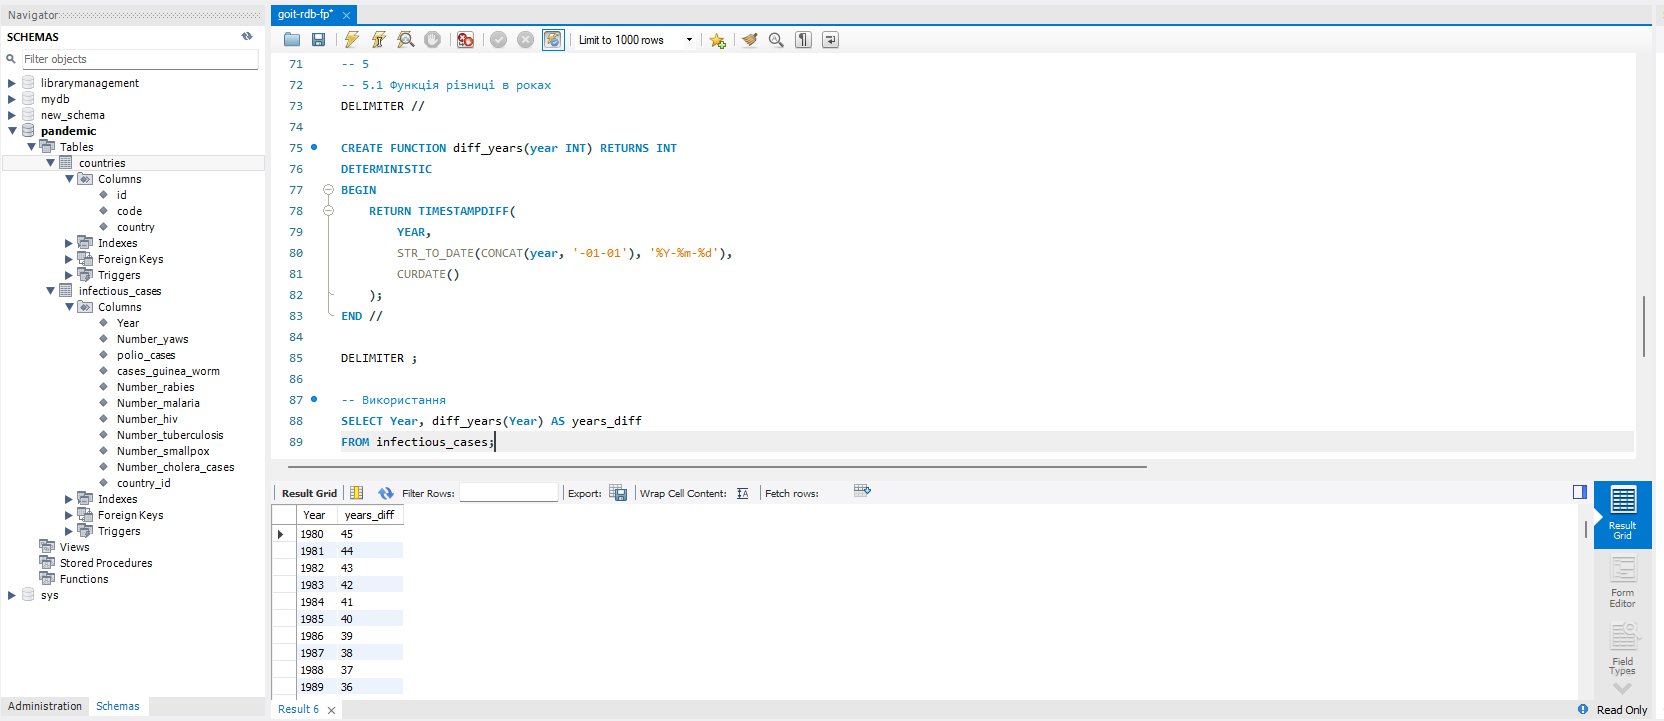 Navigator
SCHEMAS
Filter objects
librarymanagement
mydb
new_schema
pandemic
Tables
countries
Columns
id
code
country
Indexes
Foreign Keys
Triggers
infectious_cases
Columns
Year
Number_yaws
polio_cases
cases_guinea_worm
Number_rabies
Number_malaria
Number_hiv
Number_tuberculosis
Number_smallpox
Number_cholera_cases
country_id
Indexes
Foreign Keys
Triggers
Views
Stored Procedures
Functions
sys
Administration Schemas
goit-rdb-fp*
Limit to 1000 rows
71 -- 5
72 -- 5.1 Функція різниці в роках
73 DELIMITER //
74
75 CREATE FUNCTION diff_years(year INT) RETURNS INT
76 DETERMINISTIC
77 BEGIN
78 RETURN TIMESTAMPDIFF(
79 YEAR,
80 STR_TO_DATE(CONCAT(year, '-01-01'), '%Y-%m-%d'),
81 CURDATE()
82 );
83 END //
84
85 DELIMITER ;
86
87 -- Використання
88 SELECT Year, diff_years(Year) AS years_diff
89 FROM infectious_cases;
Result Grid Filter Rows: Export: Wrap Cell Content: Fetch rows:
Year years_diff
1980 45
1981 44
1982 43
1983 42
1984 41
1985 40
1986 39
1987 38
1988 37
1989 36
Result 6
Result
Grid
Form
Editor
Field
Types
Read Only